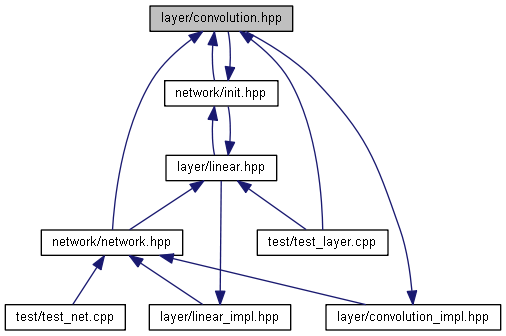 layer/convolution.hpp
network/init.hpp
layer/linear.hpp
network/network.hpp
test/test_layer.cpp
test/test_net.cpp
layer/linear_impl.hpp
layer/convolution_impl.hpp